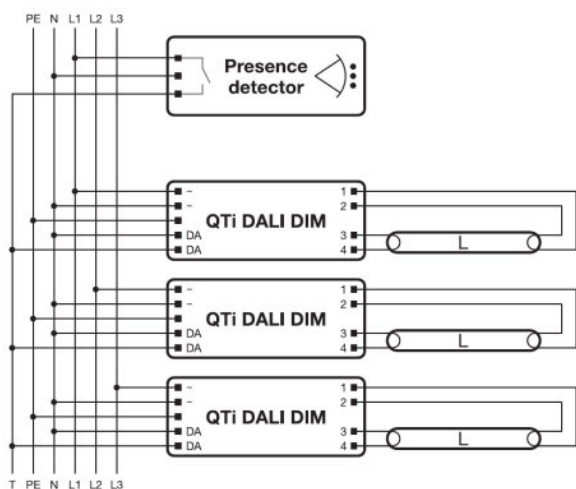 PE N L1 L2 L3
Presence
detector
~ 1
~ QTi DALI DIM 2
DA 3 L
DA 4
~ 1
~ QTi DALI DIM 2
DA 3 L
DA 4
~ 1
~ QTi DALI DIM 2
DA 3 L
DA 4
T PE N L1 L2 L3